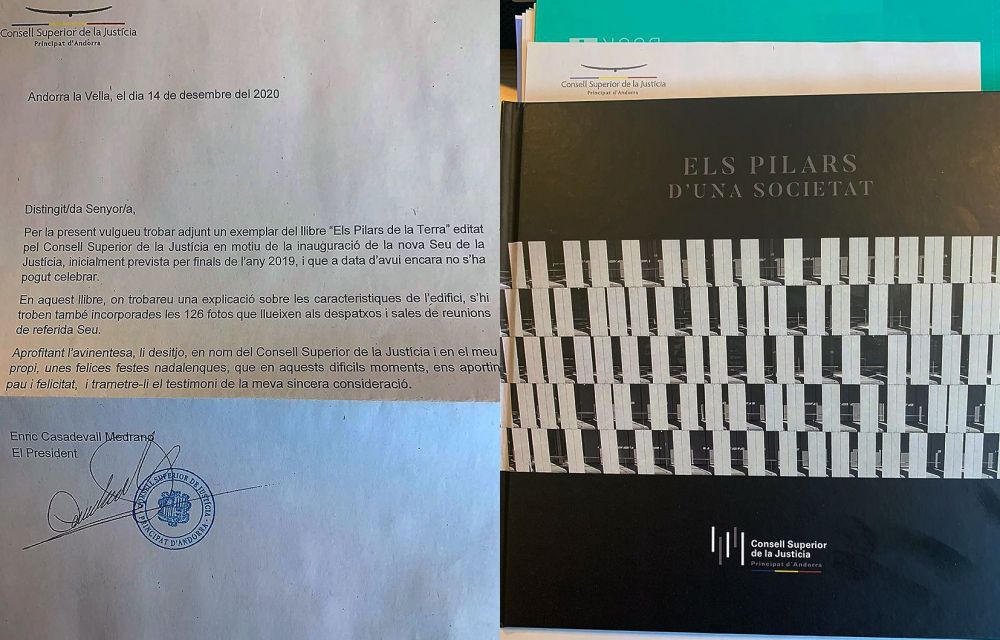 Consell Superior de la Justícia
Principat d'Andorra
Andorra la Vella, el dia 14 de desembre del 2020
Distingit/da Senyor/a,
Per la present vulgueu trobar adjunt un exemplar del llibre "Els Pilars de la Terra" editat
pel Consell Superior de la Justícia en motiu de la inauguració de la nova Seu de la
Justícia, inicialment prevista per finals de l'any 2019, i que a data d'avui encara no s'ha
pogut celebrar.
En aquest llibre, on trobareu una explicació sobre les característiques de l'edifici, s'hi
troben també incorporades les 126 fotos que llueixen als despatxos i sales de reunions
de referida Seu.
Aprofitant l'avinentesa, li desitjo, en nom del Consell Superior de la Justícia i en el meu
propi, unes felices festes nadalenques, que en aquests difícils moments, ens aportin
pau i felicitat, i trametre-li el testimoni de la meva sincera consideració.
Enric Casadevall Medrano
El President
CONSELL SUPERIOR DE LA JUSTÍCIA
PRINCIPAT D'ANDORRA
Consell Superior de la Justícia
Principat d'Andorra
ELS PILARS
D'UNA SOCIETAT
Consell Superior
de la Justícia
Principat d'Andorra